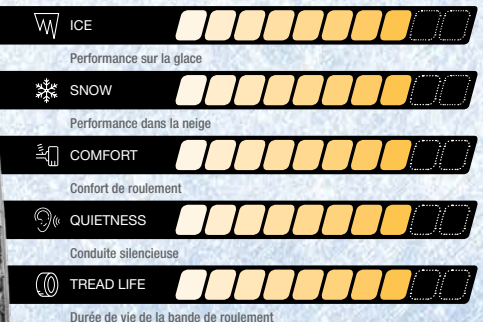 ICE
Performance sur la glace
SNOW
Performance dans la neige
COMFORT
Confort de roulement
QUIETNESS
Conduite silencieuse
TREAD LIFE
Durée de vie de la bande de roulement